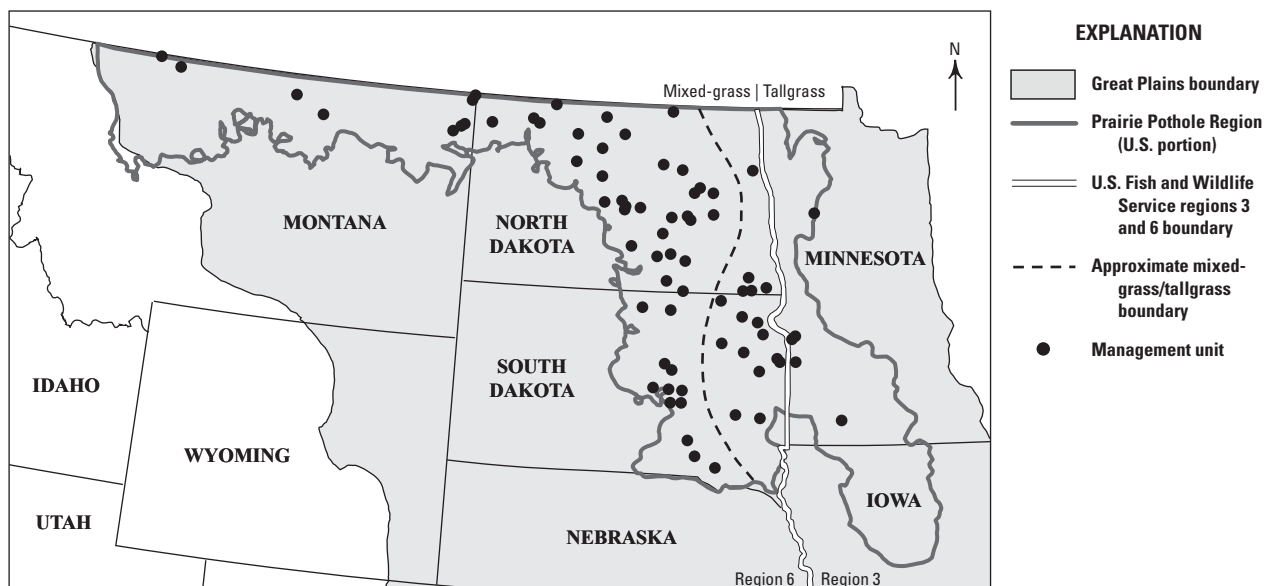 N
Mixed-grass | Tallgrass
MONTANA
NORTH
DAKOTA
MINNESOTA
SOUTH
DAKOTA
IDAHO
WYOMING
UTAH
IOWA
NEBRASKA
Region 6
Region 3
EXPLANATION
Great Plains boundary
Prairie Pothole Region
(U.S. portion)
U.S. Fish and Wildlife
Service regions 3
and 6 boundary
Approximate mixed-
grass/tallgrass
boundary
Management unit